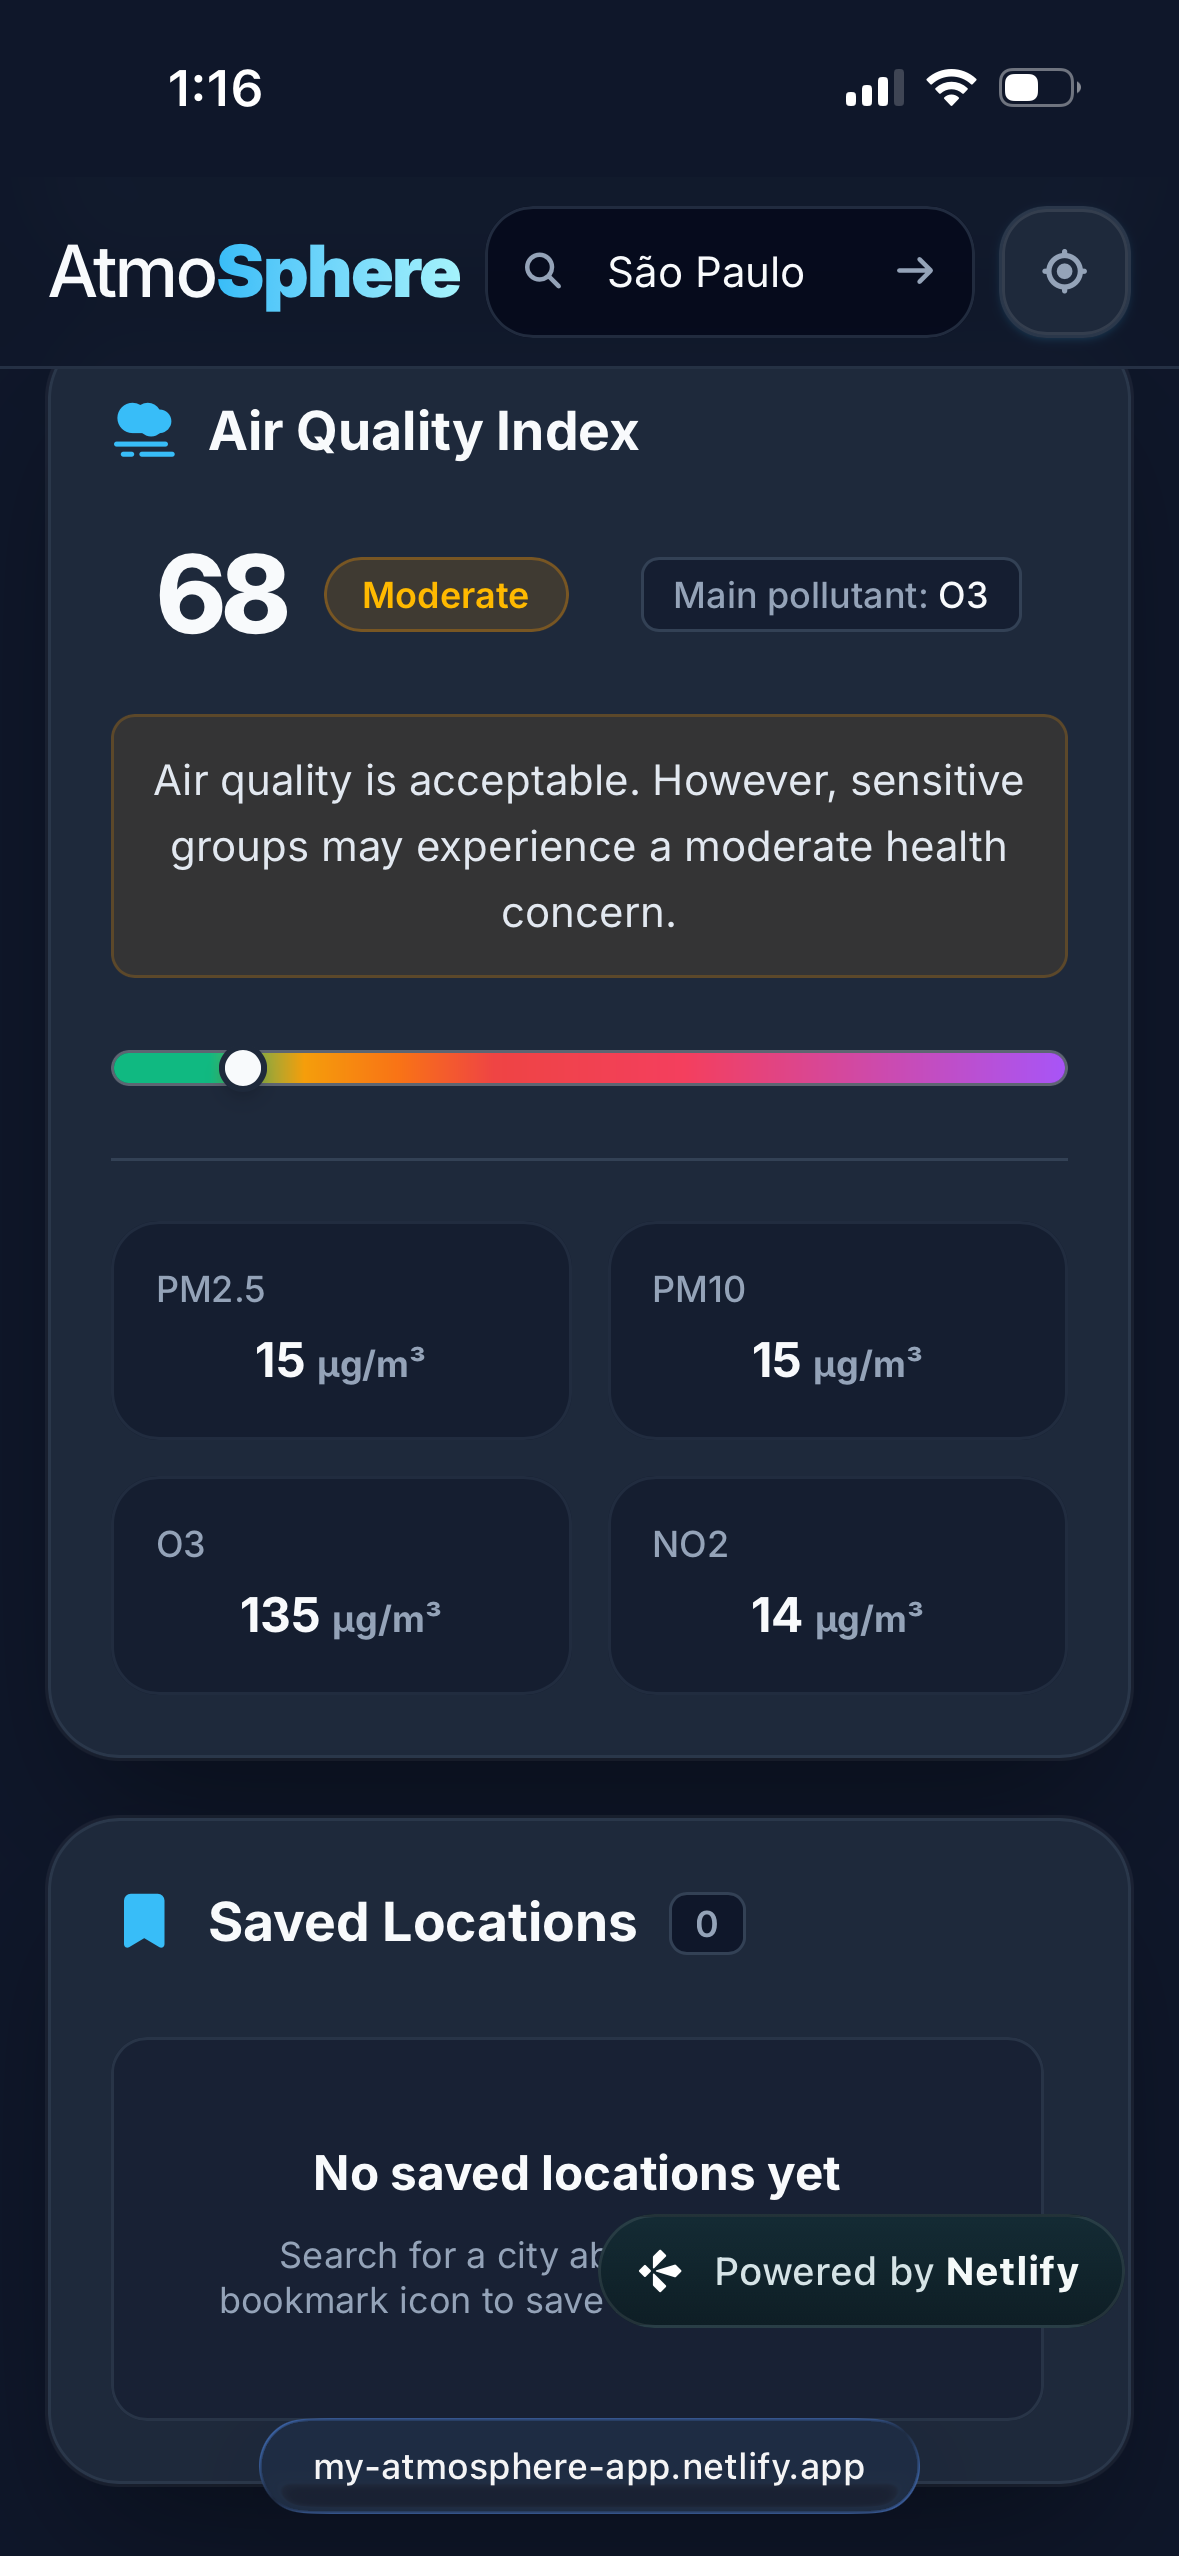 1:16
AtmoSphere
São Paulo
Air Quality Index
68
Moderate
Main pollutant: O3
Air quality is acceptable. However, sensitive
groups may experience a moderate health
concern.
PM2.5
15 µg/m³
PM10
15 µg/m³
O3
135 µg/m³
NO2
14 µg/m³
Saved Locations
0
No saved locations yet
Search for a city
bookmark icon to save
Powered by Netlify
my-atmosphere-app.netlify.app